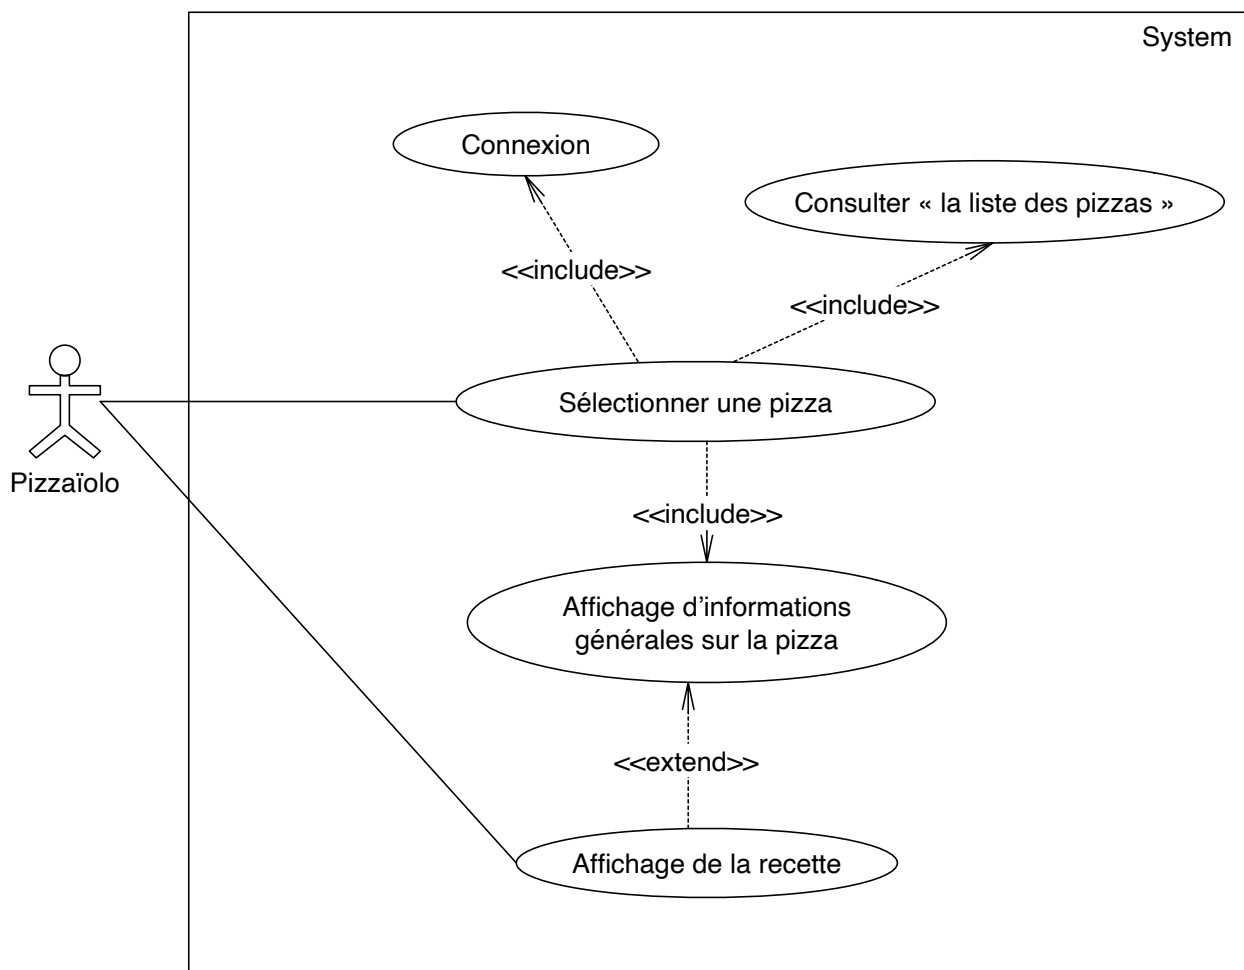 System
Connexion
Consulter « la liste des pizzas »
<<include>>
<<include>>
Sélectionner une pizza
Pizzaïolo
<<include>>
Affichage d’informations
générales sur la pizza
<<extend>>
Affichage de la recette